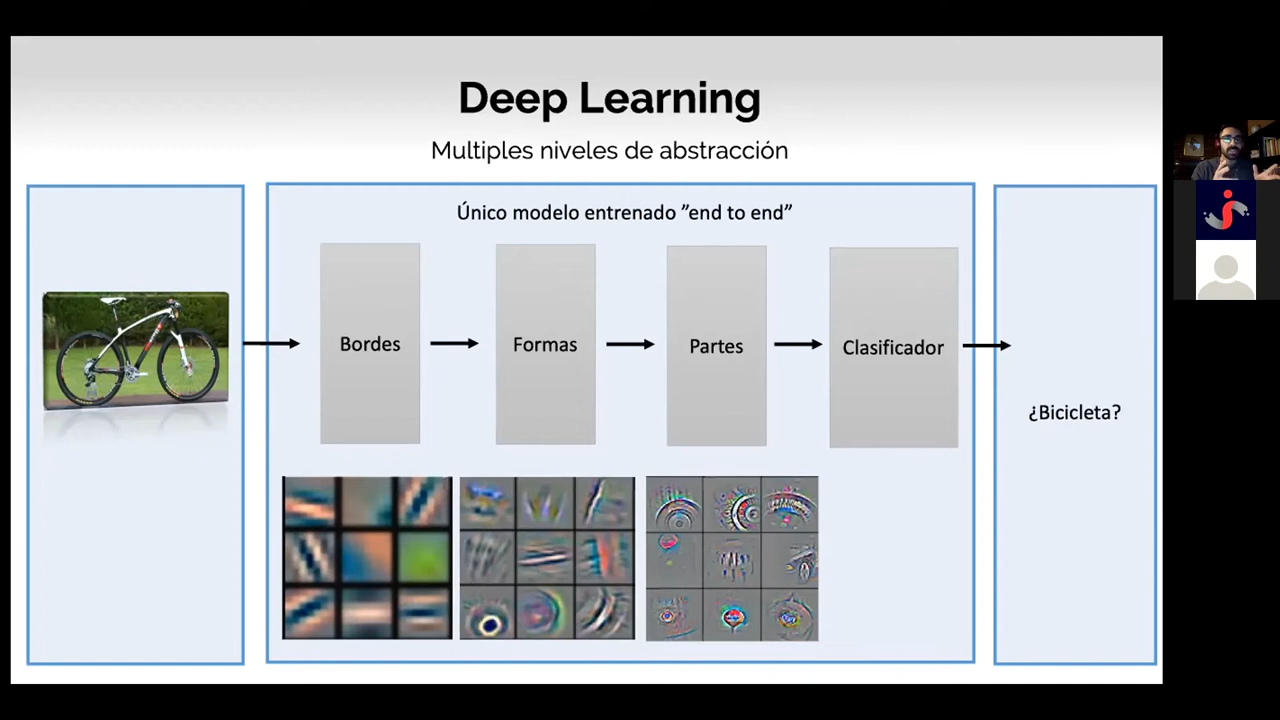 Deep Learning
Multiples niveles de abstracción
Único modelo entrenado ”end to end”
Bordes
Formas
Partes
Clasificador
¿Bicicleta?